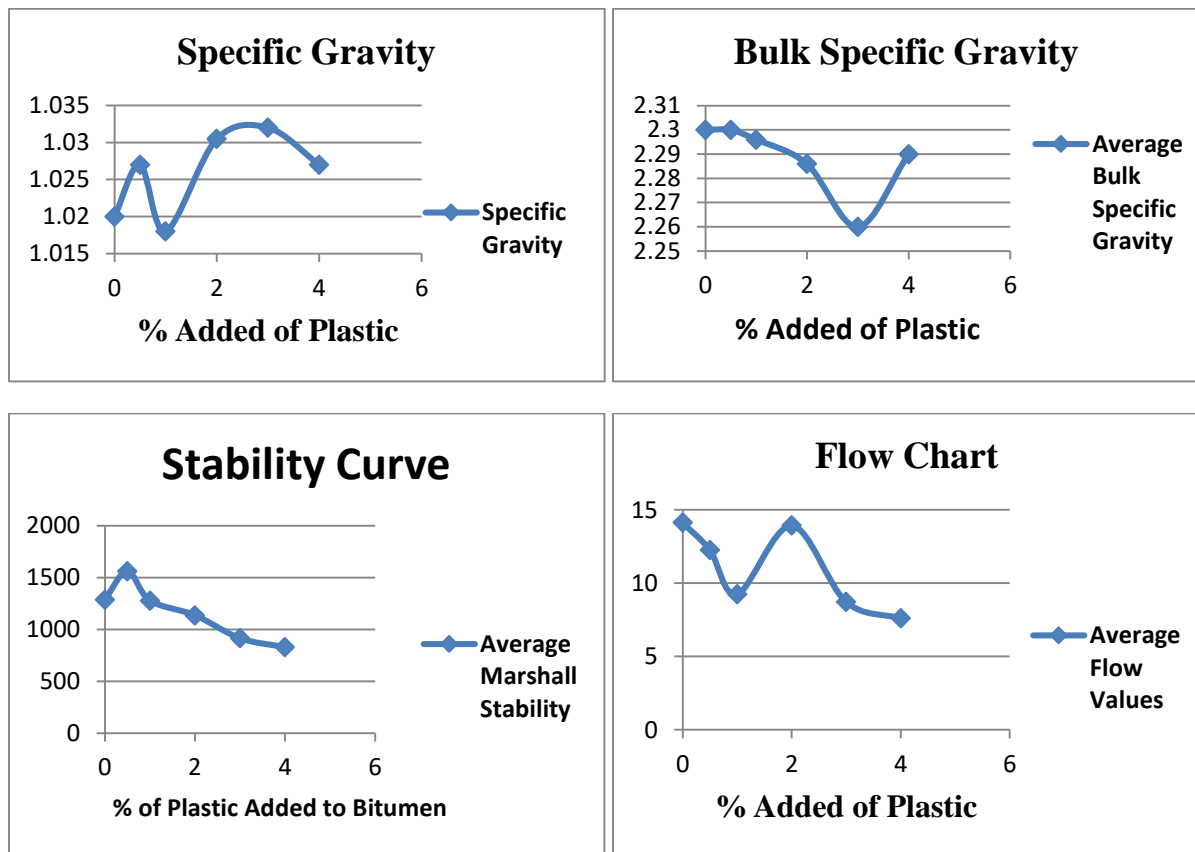 Specific Gravity
1.035
1.03
1.025
1.02
1.015
0 2 4 6
% Added of Plastic
Specific
Gravity
Bulk Specific Gravity
2.31
2.3
2.29
2.28
2.27
2.26
2.25
0 2 4 6
% Added of Plastic
Average
Bulk
Specific
Gravity
Stability Curve
2000
1500
1000
500
0
0 2 4 6
% of Plastic Added to Bitumen
Average
Marshall
Stability
Flow Chart
15
10
5
0
0 2 4 6
% Added of Plastic
Average
Flow
Values